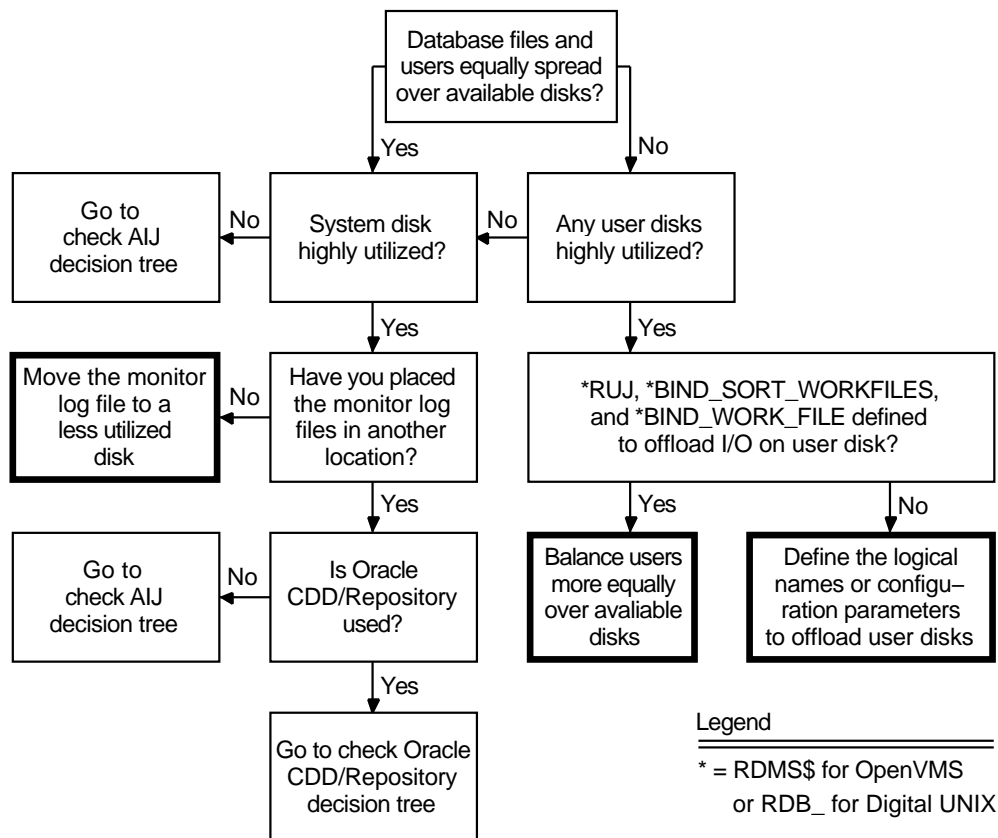 Database files and
users equally spread
over available disks?
Yes
No
Go to
check AIJ
decision tree
No
System disk
highly utilized?
No
Any user disks
highly utilized?
Yes
Yes
Move the monitor
log file to a
less utilized
disk
No
Have you placed
the monitor log
files in another
location?
*RUJ, *BIND_SORT_WORKFILES,
and *BIND_WORK_FILE defined
to offload I/O on user disk?
Yes
Yes
No
Go to
check AIJ
decision tree
No
Is Oracle
CDD/Repository
used?
Balance users
more equally
over avaliable
disks
Define the logical
names or configu–
ration parameters
to offload user disks
Yes
Go to check Oracle
CDD/Repository
decision tree
Legend
* = RDMS$ for OpenVMS
or RDB_ for Digital UNIX